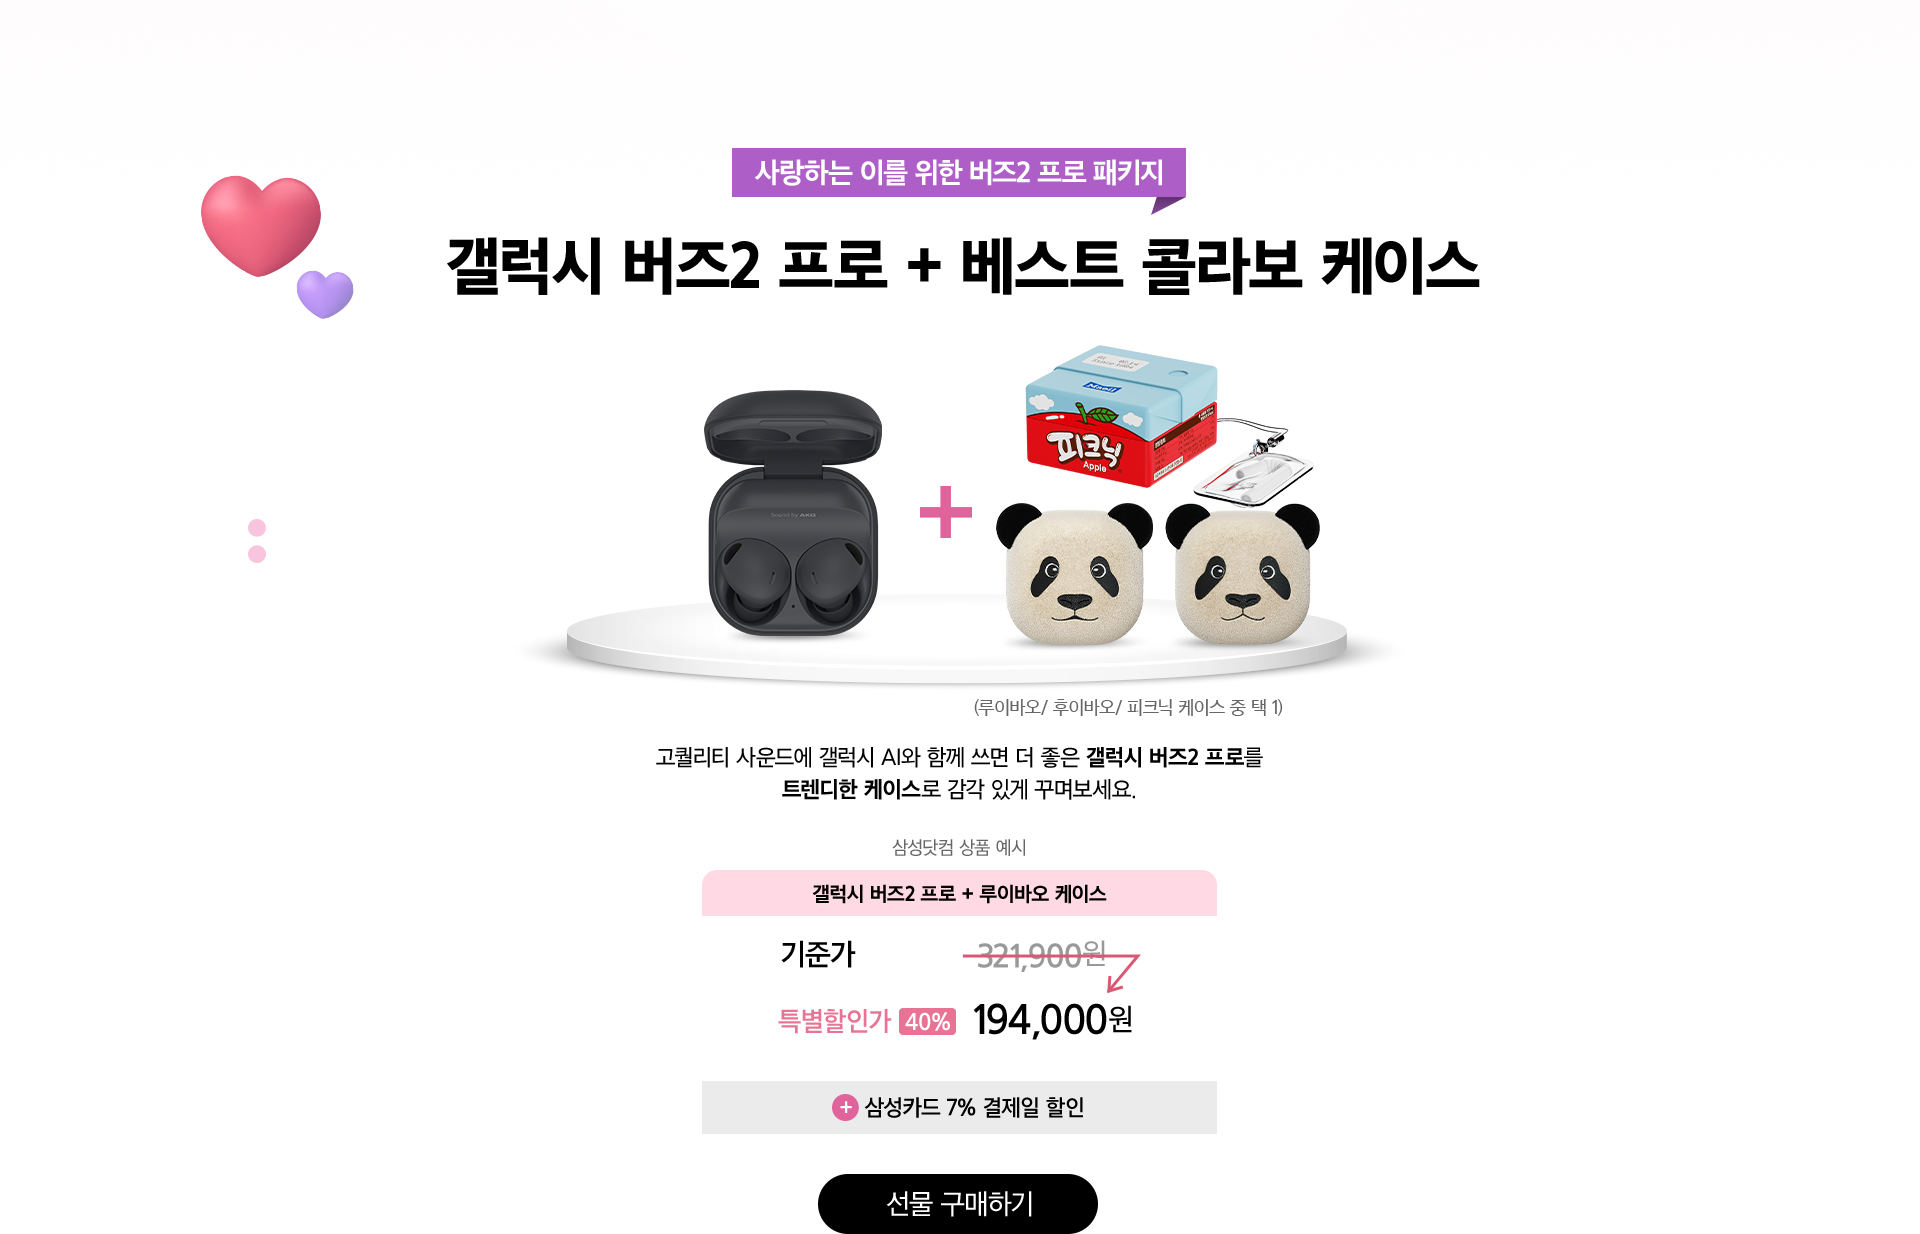 사랑하는 이를 위한 버즈2 프로 패키지
갤럭시 버즈2 프로 + 베스트 콜라보 케이스
피크닉
Apple
Sound by AKG
(루이바오/ 후이바오/ 피크닉 케이스 중 택 1)
고퀄리티 사운드에 갤럭시 AI와 함께 쓰면 더 좋은 갤럭시 버즈2 프로를
트렌디한 케이스로 감각 있게 꾸며보세요.
삼성닷컴 상품 예시
갤럭시 버즈2 프로 + 루이바오 케이스
기준가 321,900원
특별할인가 40% 194,000원
+ 삼성카드 7% 결제일 할인
선물 구매하기